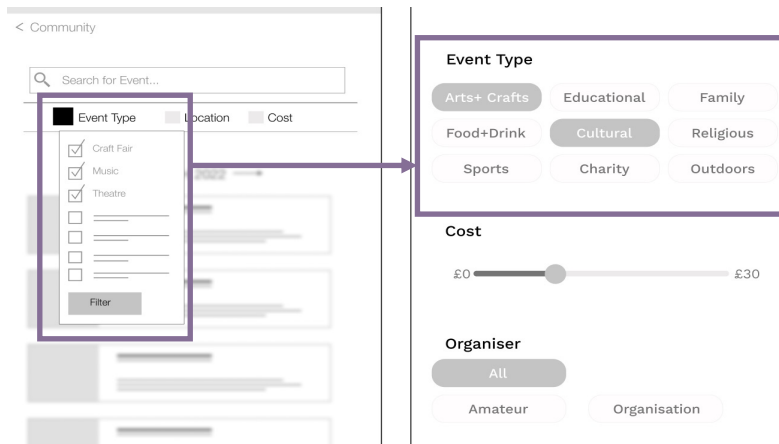 < Community
Search for Event...
Event Type Location Cost
Craft Fair
Music
Theatre
2022
Filter
Event Type
Arts+ Crafts Educational Family
Food+Drink Cultural Religious
Sports Charity Outdoors
Cost
£0 £30
Organiser
All
Amateur Organisation